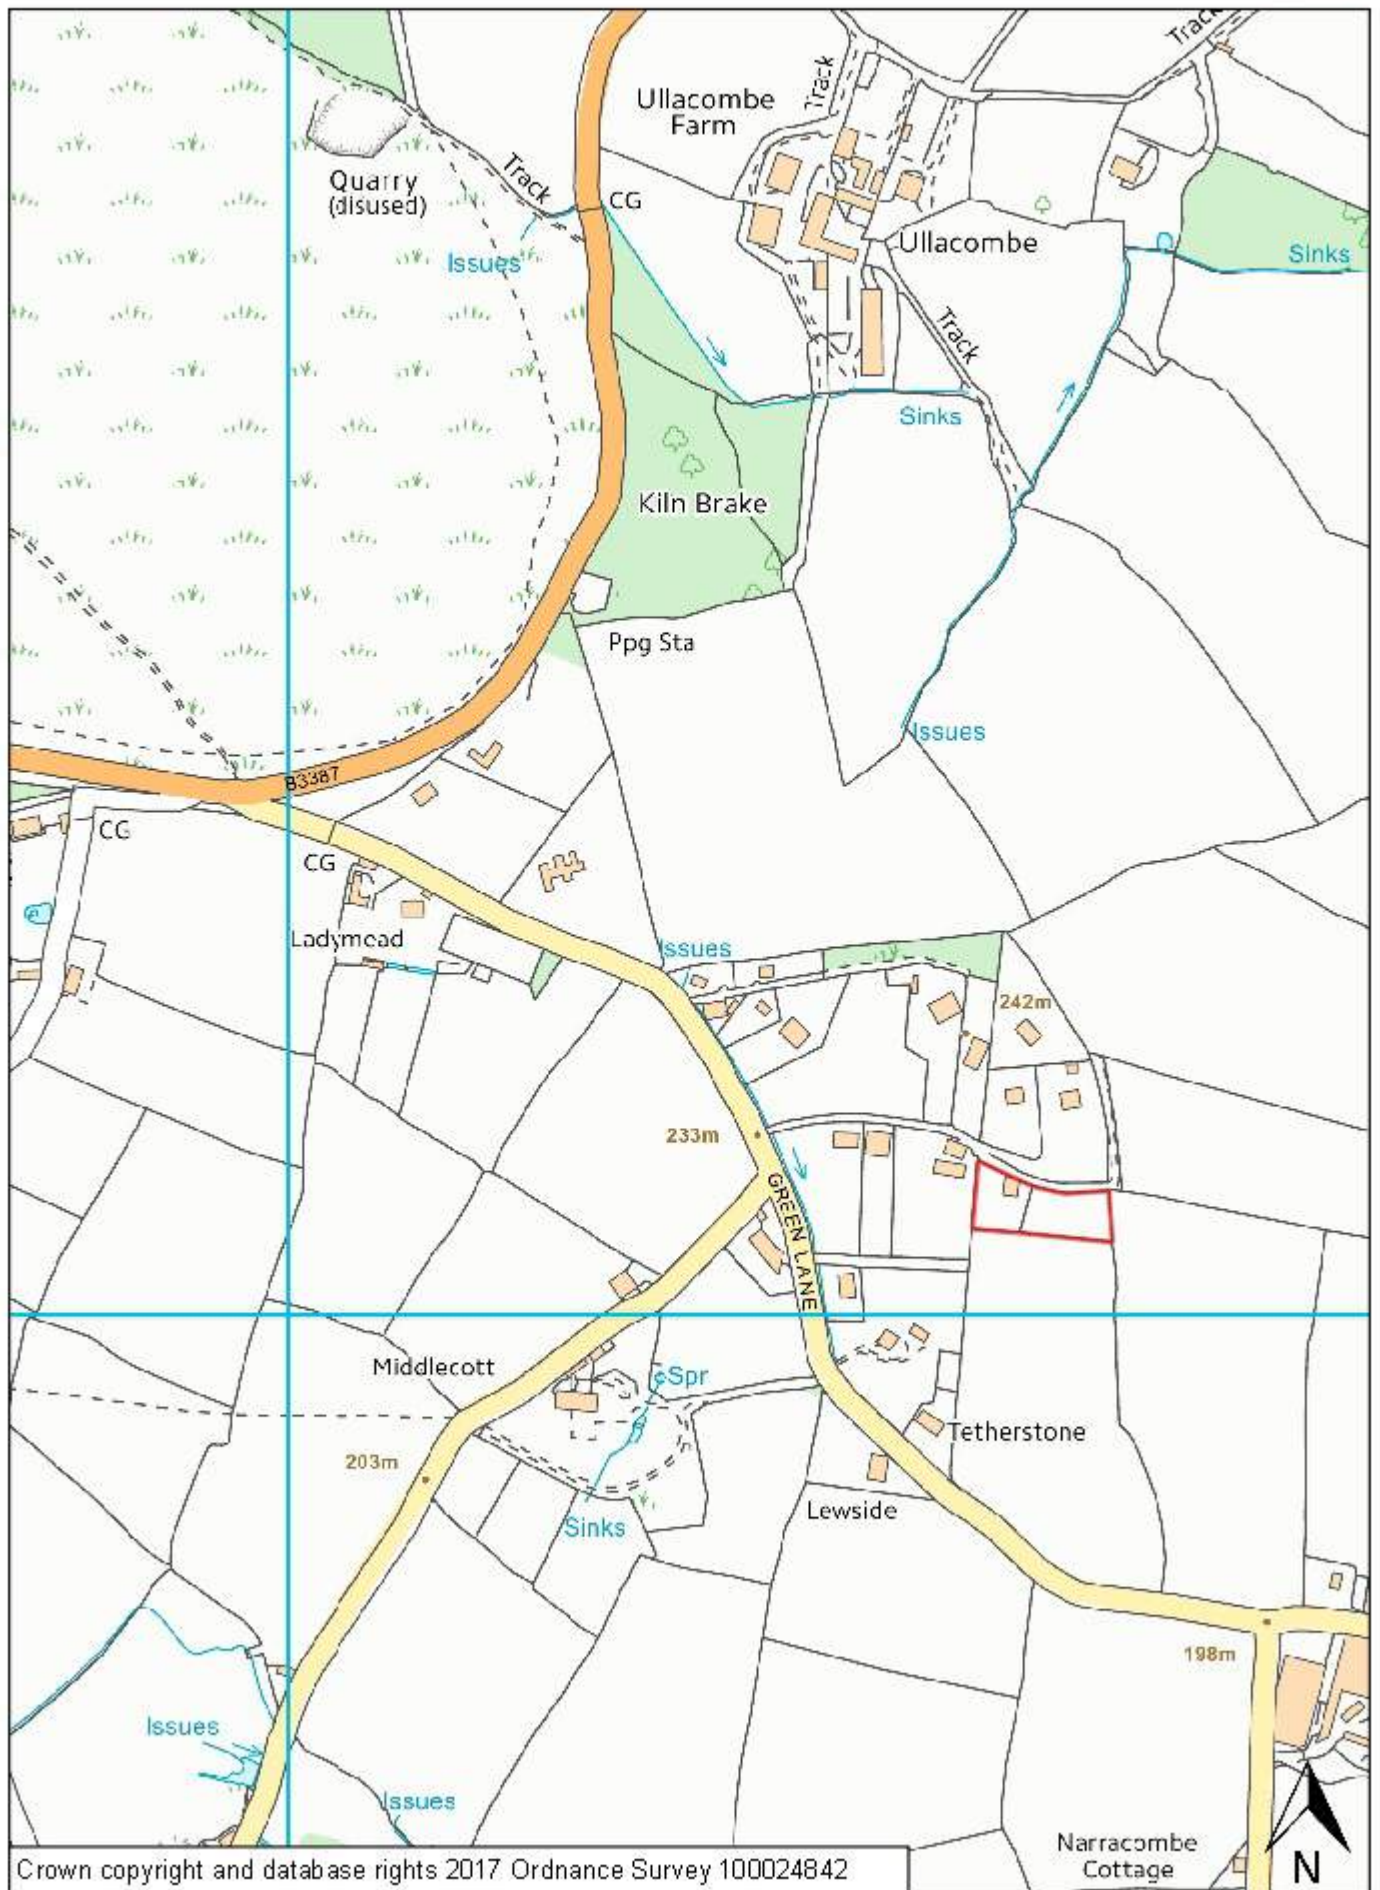 Track
Track
Ullacombe
Farm
Track
Quarry
(disused)
CG
Issues
Ullacombe
Sinks
Track
Sinks
Kiln Brake
Ppg Sta
Issues
B3387
CG
CG
Ladymead
Issues
242m
233m
GREEN LANE
Middlecott
Spr
Tetherstone
203m
Lewside
Sinks
198m
Issues
Issues
Narracombe
Cottage
N
Crown copyright and database rights 2017 Ordnance Survey 100024842